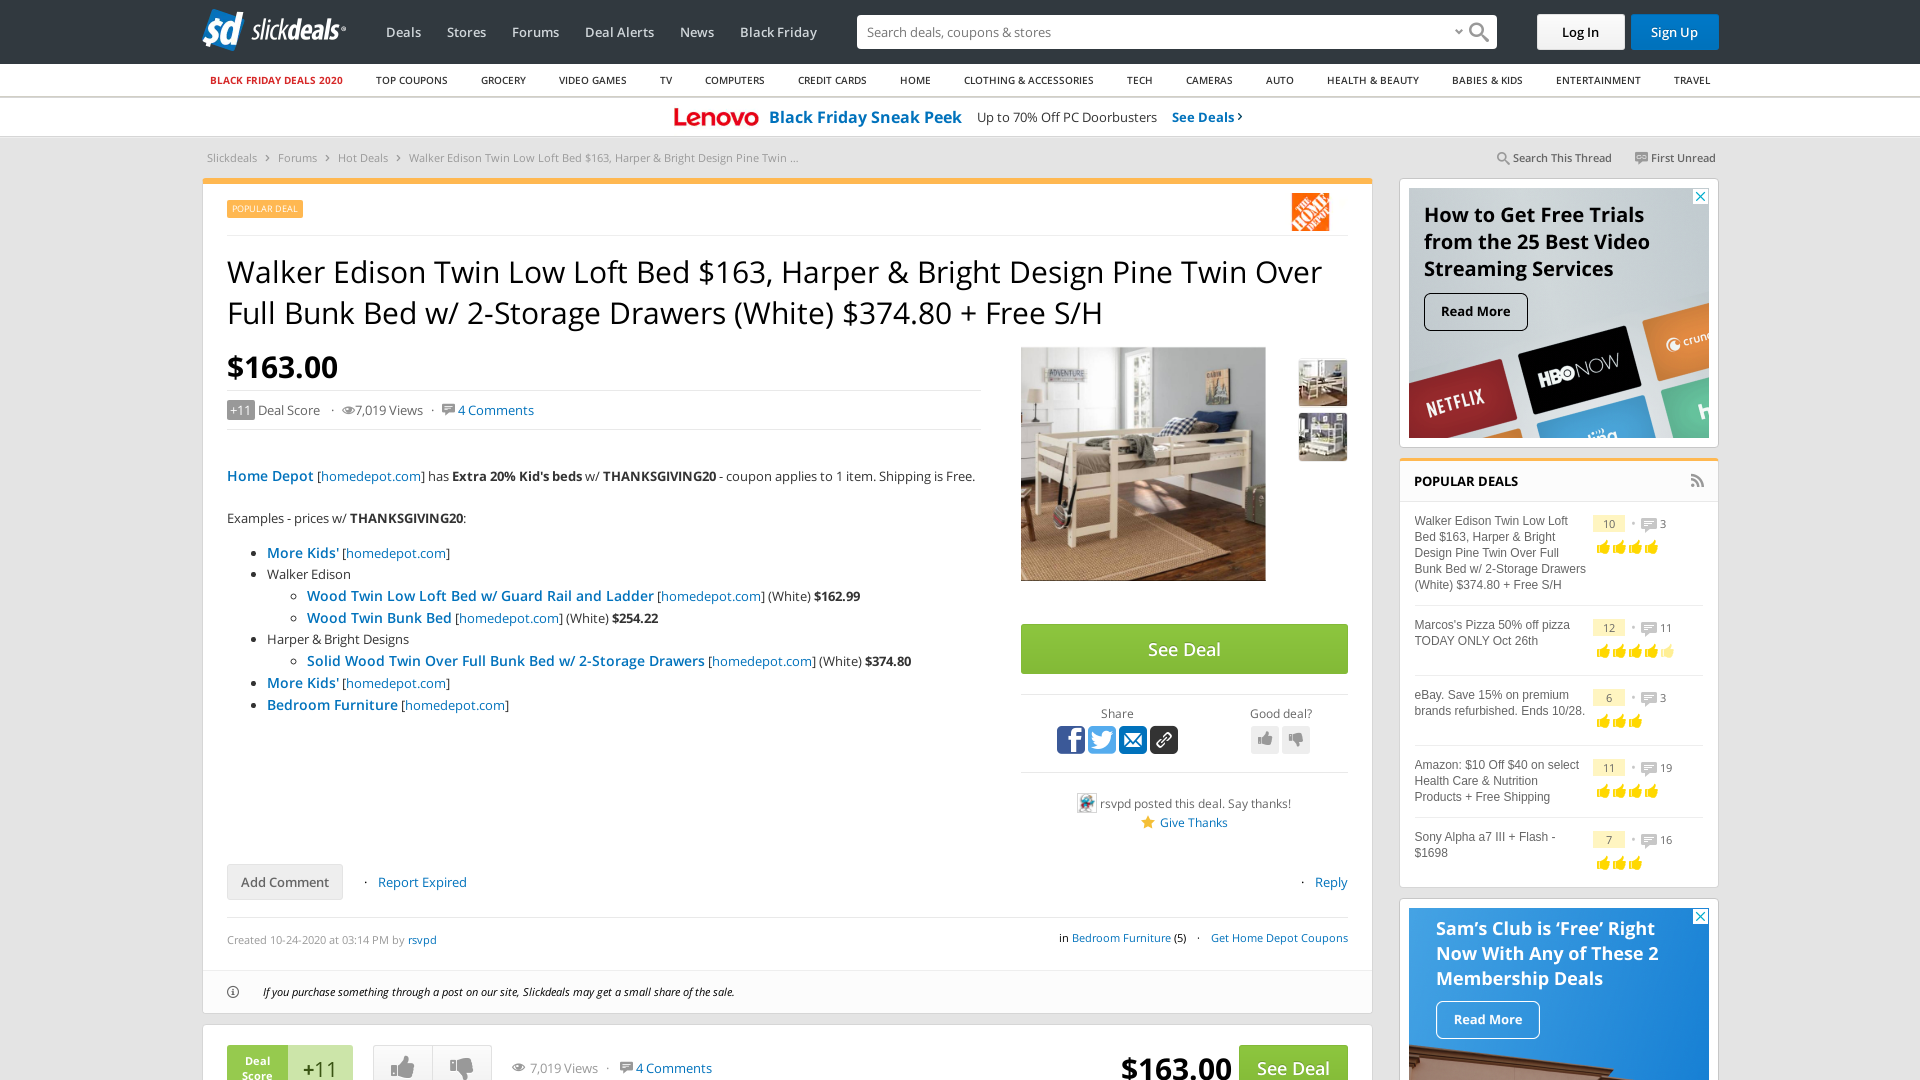 slickdeals
Deals Stores Forums Deal Alerts News Black Friday
Search deals, coupons & stores
Log In Sign Up
BLACK FRIDAY DEALS 2020 TOP COUPONS GROCERY VIDEO GAMES TV COMPUTERS CREDIT CARDS HOME CLOTHING & ACCESSORIES TECH CAMERAS AUTO HEALTH & BEAUTY BABIES & KIDS ENTERTAINMENT TRAVEL
Lenovo Black Friday Sneak Peek Up to 70% Off PC Doorbusters See Deals ›
Slickdeals › Forums › Hot Deals › Walker Edison Twin Low Loft Bed $163, Harper & Bright Design Pine Twin ...
Search This Thread First Unread
POPULAR DEAL
THE HOME DEPOT
Walker Edison Twin Low Loft Bed $163, Harper & Bright Design Pine Twin Over
Full Bunk Bed w/ 2-Storage Drawers (White) $374.80 + Free S/H
$163.00
+11 Deal Score · 7,019 Views · 4 Comments
Home Depot [homedepot.com] has Extra 20% Kid's beds w/ THANKSGIVING20 - coupon applies to 1 item. Shipping is Free.
Examples - prices w/ THANKSGIVING20:
More Kids' [homedepot.com]
Walker Edison
Wood Twin Low Loft Bed w/ Guard Rail and Ladder [homedepot.com] (White) $162.99
Wood Twin Bunk Bed [homedepot.com] (White) $254.22
Harper & Bright Designs
Solid Wood Twin Over Full Bunk Bed w/ 2-Storage Drawers [homedepot.com] (White) $374.80
More Kids' [homedepot.com]
Bedroom Furniture [homedepot.com]
ADVENTURE
CABIN
See Deal
Share
Good deal?
rsvpd posted this deal. Say thanks!
Give Thanks
Add Comment · Report Expired
· Reply
Created 10-24-2020 at 03:14 PM by rsvpd
in Bedroom Furniture (5) · Get Home Depot Coupons
If you purchase something through a post on our site, Slickdeals may get a small share of the sale.
Deal
Score
+11
7,019 Views · 4 Comments
$163.00
See Deal
How to Get Free Trials
from the 25 Best Video
Streaming Services
Read More
NETFLIX
HBO NOW
crunc
h
ling
POPULAR DEALS
Walker Edison Twin Low Loft
Bed $163, Harper & Bright
Design Pine Twin Over Full
Bunk Bed w/ 2-Storage Drawers
(White) $374.80 + Free S/H
10 · 3
Marcos's Pizza 50% off pizza
TODAY ONLY Oct 26th
12 · 11
eBay. Save 15% on premium
brands refurbished. Ends 10/28.
6 · 3
Amazon: $10 Off $40 on select
Health Care & Nutrition
Products + Free Shipping
11 · 19
Sony Alpha a7 III + Flash -
$1698
7 · 16
Sam's Club is 'Free' Right
Now With Any of These 2
Membership Deals
Read More